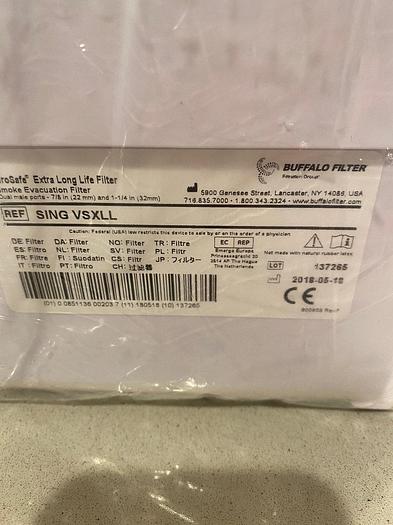 roSafe® Extra Long Life Filter
moke Evacuation Filter
Dual male ports - 7/8 in (22 mm) and 1-1/4 in (32mm)
BUFFALO FILTER
Filtration Group
5900 Genesee Street, Lancaster, NY 14086, USA
716.835.7000 - 1.800.343.2324 - www.buffalofilter.com
REF SING VSXLL
Caution: Federal (USA) law restricts this device to sale by or on the order of a physician
DE: Filter DA: Filter NO: Filter TR: Filtre
ES: Filtro NL: Filter SV: Filter PL: Filtr
FR: Filtre FI: Suodatin CS: Filtr JP: フィルター
IT: Filtro PT: Filtro CH: 过滤器
EC REP
Emergo Europe
Prinsessegracht 20
2514 AP The Hague
The Netherlands
Not made with natural rubber latex.
LOT 137265
2018-05-18
CE
(01) 0 0851136 00203 7 (11) 180518 (10) 137265